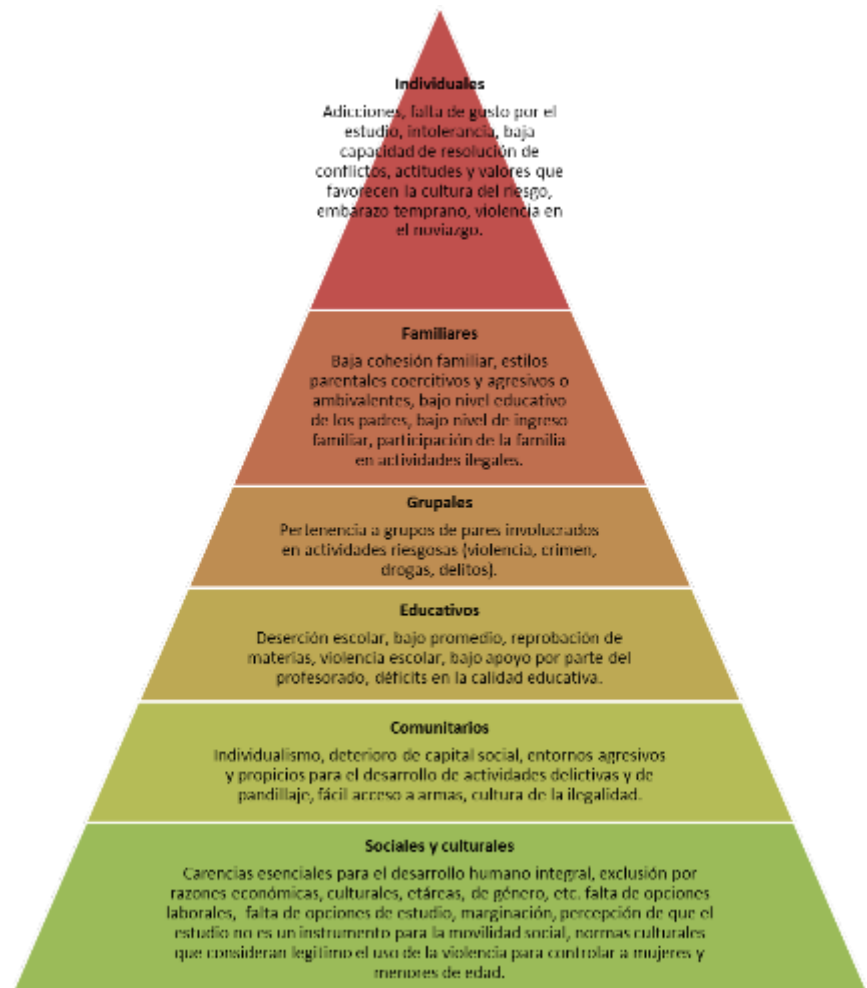 Individuales
Adicciones, falta de gusto por el
estudio, intolerancia, baja
capacidad de resolución de
conflictos, actitudes y valores que
favorecen la cultura del riesgo,
embarazo temprano, violencia en
el noviazgo.
Familiares
Baja cohesión familiar, estilos
parentales coercitivos y agresivos o
ambivalentes, bajo nivel educativo
de los padres, bajo nivel de ingreso
familiar, participación de la familia
en actividades ilegales.
Grupales
Pertenencia a grupos de pares involucrados
en actividades riesgosas (violencia, crimen,
drogas, delitos).
Educativos
Deserción escolar, bajo promedio, reprobación de
materias, violencia escolar, bajo apoyo por parte del
profesorado, déficits en la calidad educativa.
Comunitarios
Individualismo, deterioro de capital social, entornos agresivos
y propicios para el desarrollo de actividades delictivas y de
pandillaje, fácil acceso a armas, cultura de la ilegalidad.
Sociales y culturales
Carencias esenciales para el desarrollo humano integral, exclusión por
razones económicas, culturales, etáreas, de género, etc. falta de opciones
laborales, falta de opciones de estudio, marginación, percepción de que el
estudio no es un instrumento para la movilidad social, normas culturales
que consideran legitimo el uso de la violencia para controlar a mujeres y
menores de edad.